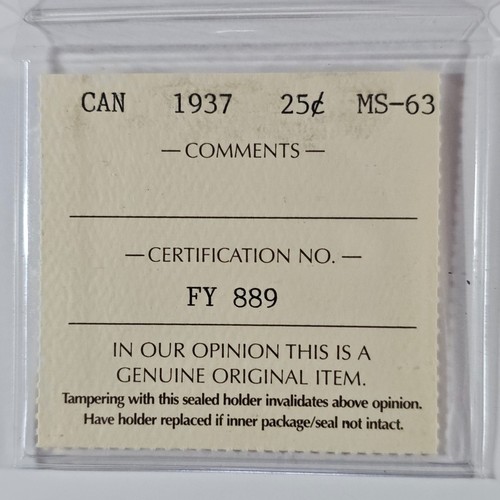 CAN 1937 25¢ MS-63
— COMMENTS —
— CERTIFICATION NO. —
FY 889
IN OUR OPINION THIS IS A
GENUINE ORIGINAL ITEM.
Tampering with this sealed holder invalidates above opinion.
Have holder replaced if inner package/seal not intact.